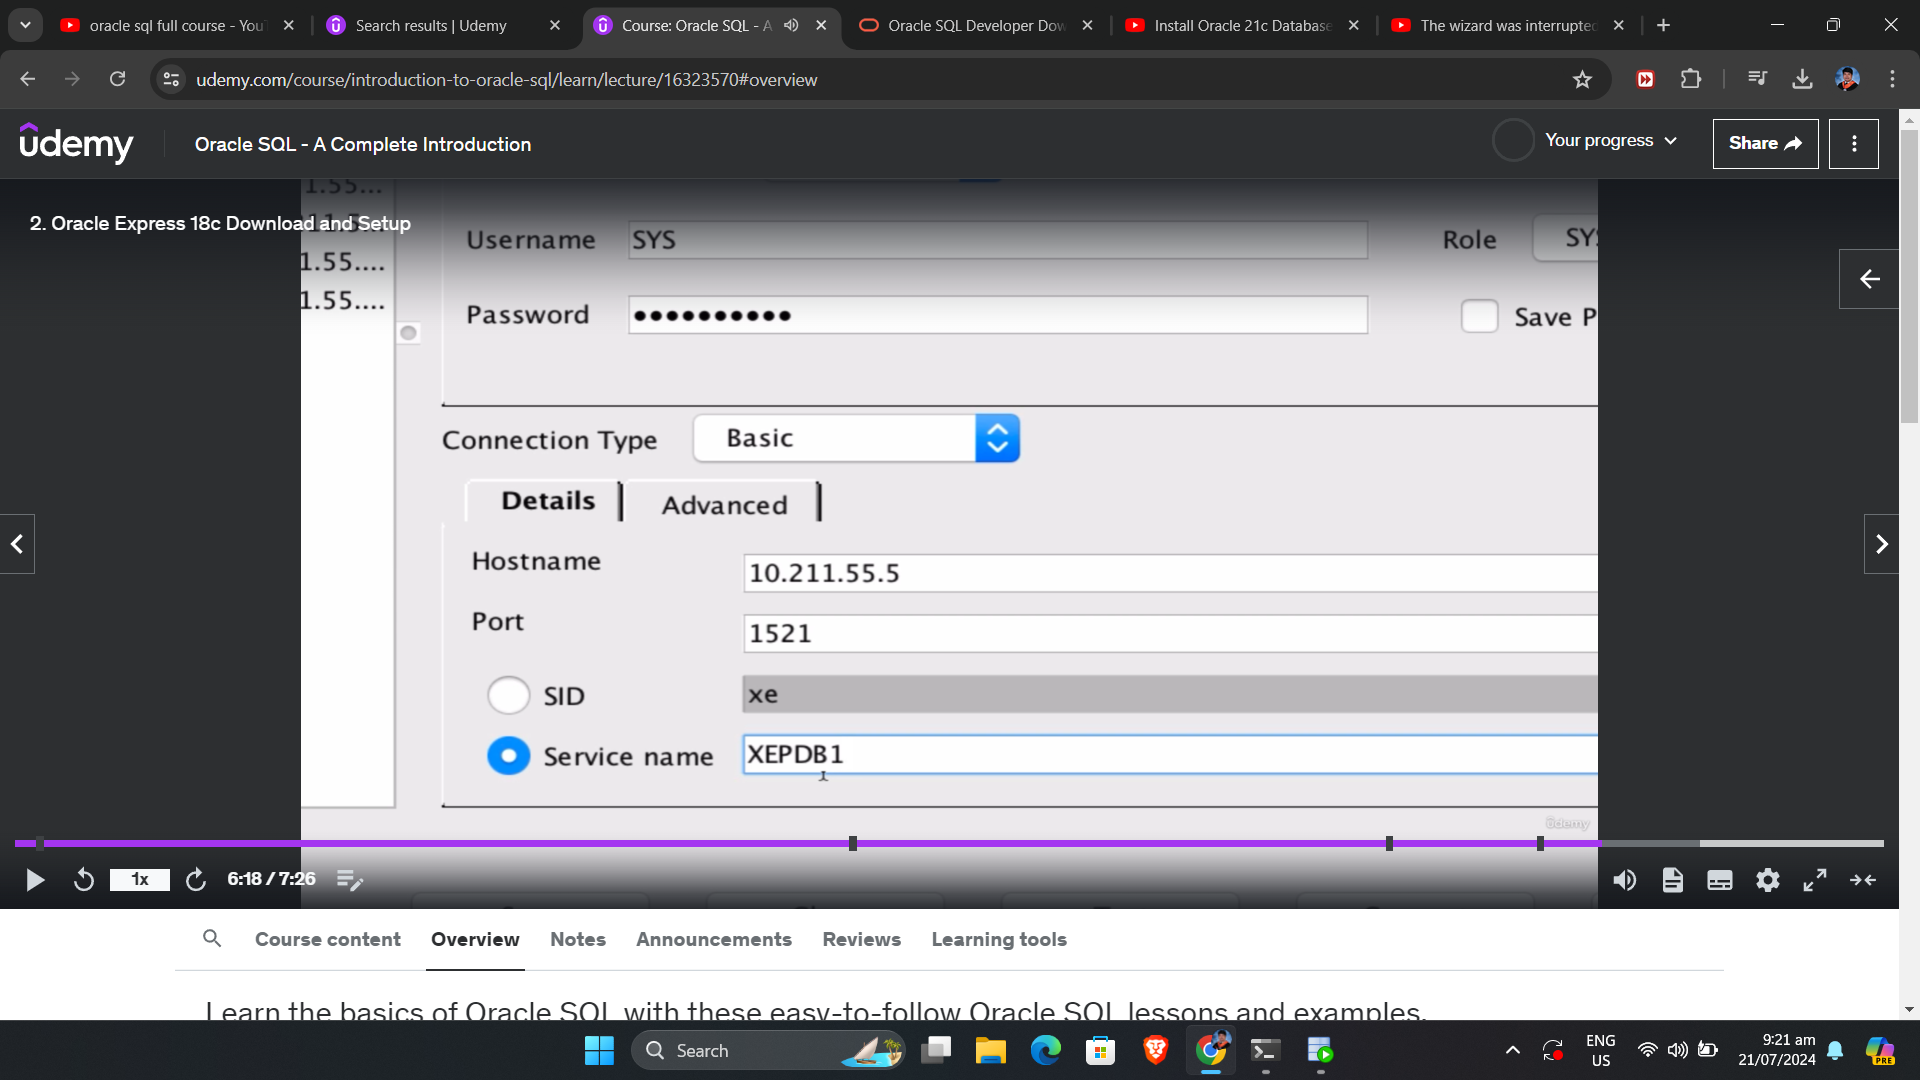 oracle sql full course - You
Search results | Udemy
Course: Oracle SQL - A
Oracle SQL Developer Dow
Install Oracle 21c Database
The wizard was interrupted
udemy.com/course/introduction-to-oracle-sql/learn/lecture/16323570#overview
udemy
Oracle SQL - A Complete Introduction
Your progress
Share
1.55...
2. Oracle Express 18c Download and Setup
1.55....
1.55....
Username
SYS
Role
SYS
Password
Save P
Connection Type
Basic
Details
Advanced
Hostname
10.211.55.5
Port
1521
SID
xe
Service name
XEPDB1
ûdemy
1x
6:18 / 7:26
Course content
Overview
Notes
Announcements
Reviews
Learning tools
Learn the basics of Oracle SQL with these easy-to-follow Oracle SQL lessons and examples.
Search
ENG
US
9:21 am
21/07/2024
PRE